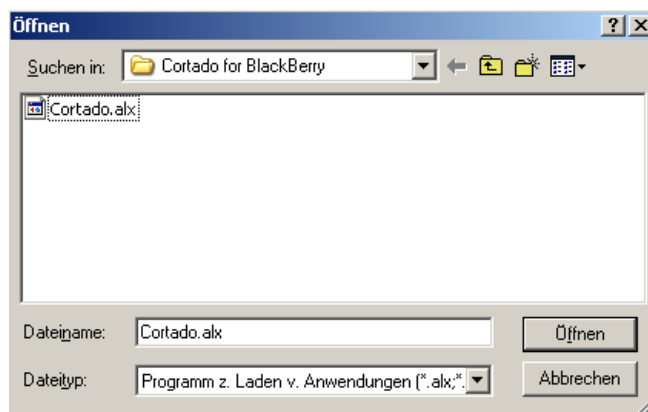 Öffnen
Suchen in: Cortado for BlackBerry
Cortado.alx
Dateiname: Cortado.alx Öffnen
Dateityp: Programm z. Laden v. Anwendungen (*.alx;*. Abbrechen